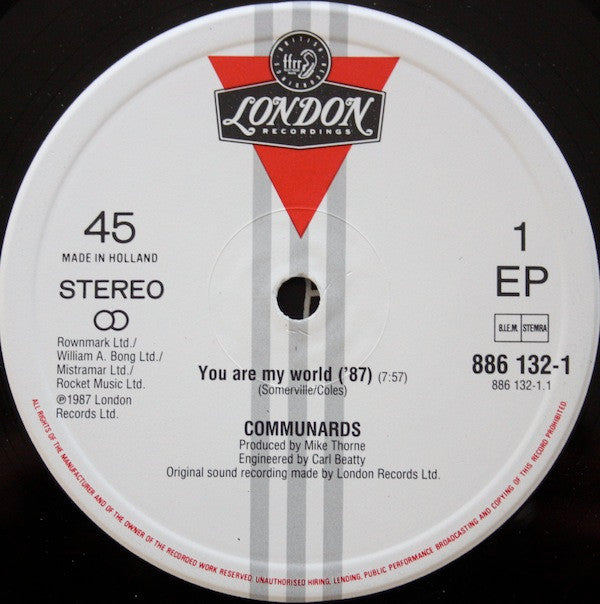 BRITISH
ffrr
LONDON
RECORDINGS
45
MADE IN HOLLAND
STEREO
1
EP
B.I.E.M. STEMRA
886 132-1
886 132-1.1
Rownmark Ltd./
William A. Bong Ltd./
Mistramar Ltd./
Rocket Music Ltd.
℗1987 London
Records Ltd.
You are my world ('87) (7:57)
(Somerville/Coles)
COMMUNARDS
Produced by Mike Thorne
Engineered by Carl Beatty
Original sound recording made by London Records Ltd.
ALL RIGHTS OF THE MANUFACTURER AND OF THE OWNER OF THE RECORDED WORK RESERVED. UNAUTHORISED HIRING, LENDING, PUBLIC PERFORMANCE BROADCASTING AND COPYING OF THIS RECORD PROHIBITED.